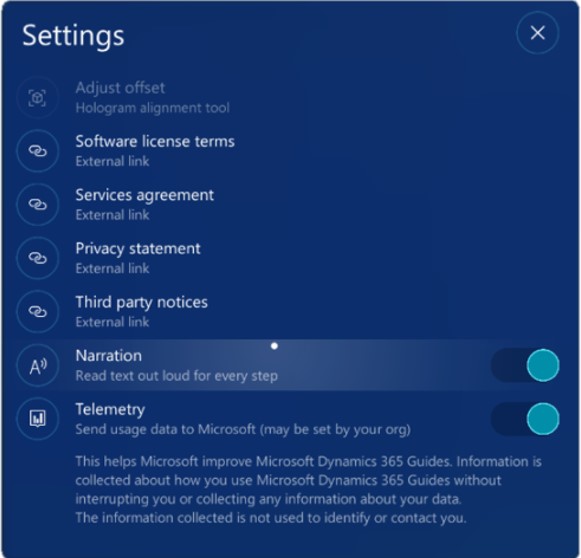 Settings
Adjust offset
Hologram alignment tool
Software license terms
External link
Services agreement
External link
Privacy statement
External link
Third party notices
External link
Narration
Read text out loud for every step
Telemetry
Send usage data to Microsoft (may be set by your org)
This helps Microsoft improve Microsoft Dynamics 365 Guides. Information is
collected about how you use Microsoft Dynamics 365 Guides without
interrupting you or collecting any information about your data.
The information collected is not used to identify or contact you.